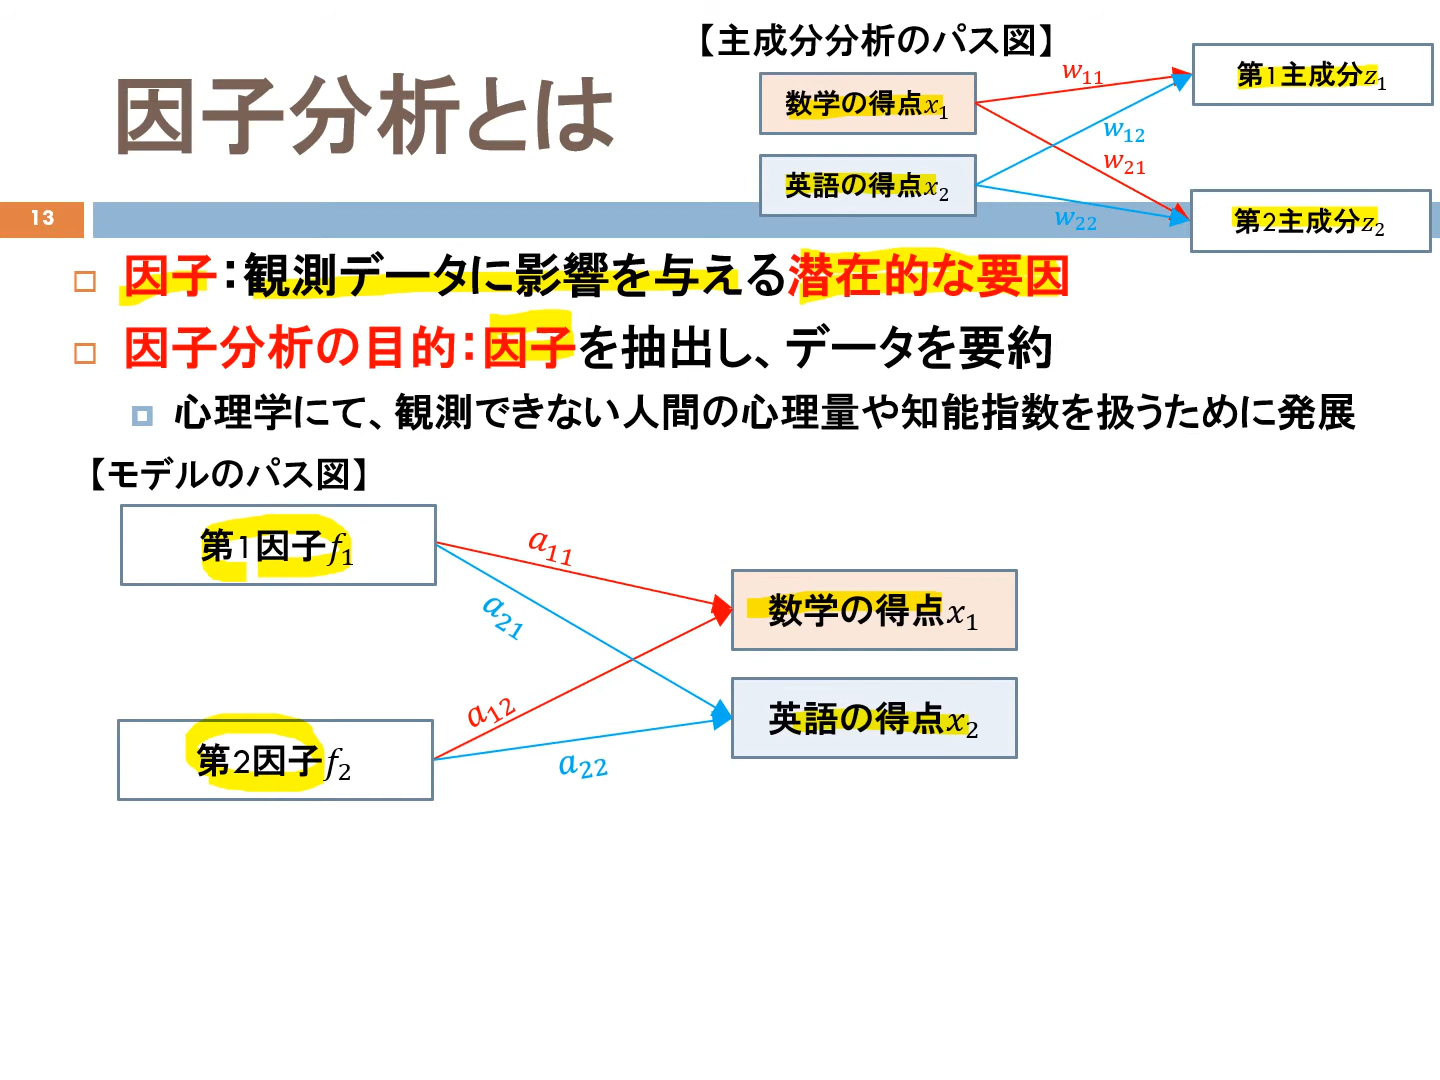 【主成分分析のパス図】
因子分析とは
数学の得点x₁
英語の得点x₂
w₁₁
w₁₂
w₂₁
w₂₂
第1主成分z₁
第2主成分z₂
13
因子：観測データに影響を与える潜在的な要因
因子分析の目的：因子を抽出し、データを要約
心理学にて、観測できない人間の心理量や知能指数を扱うために発展
【モデルのパス図】
第1因子f₁
第2因子f₂
a₁₁
a₂₁
a₁₂
a₂₂
数学の得点x₁
英語の得点x₂